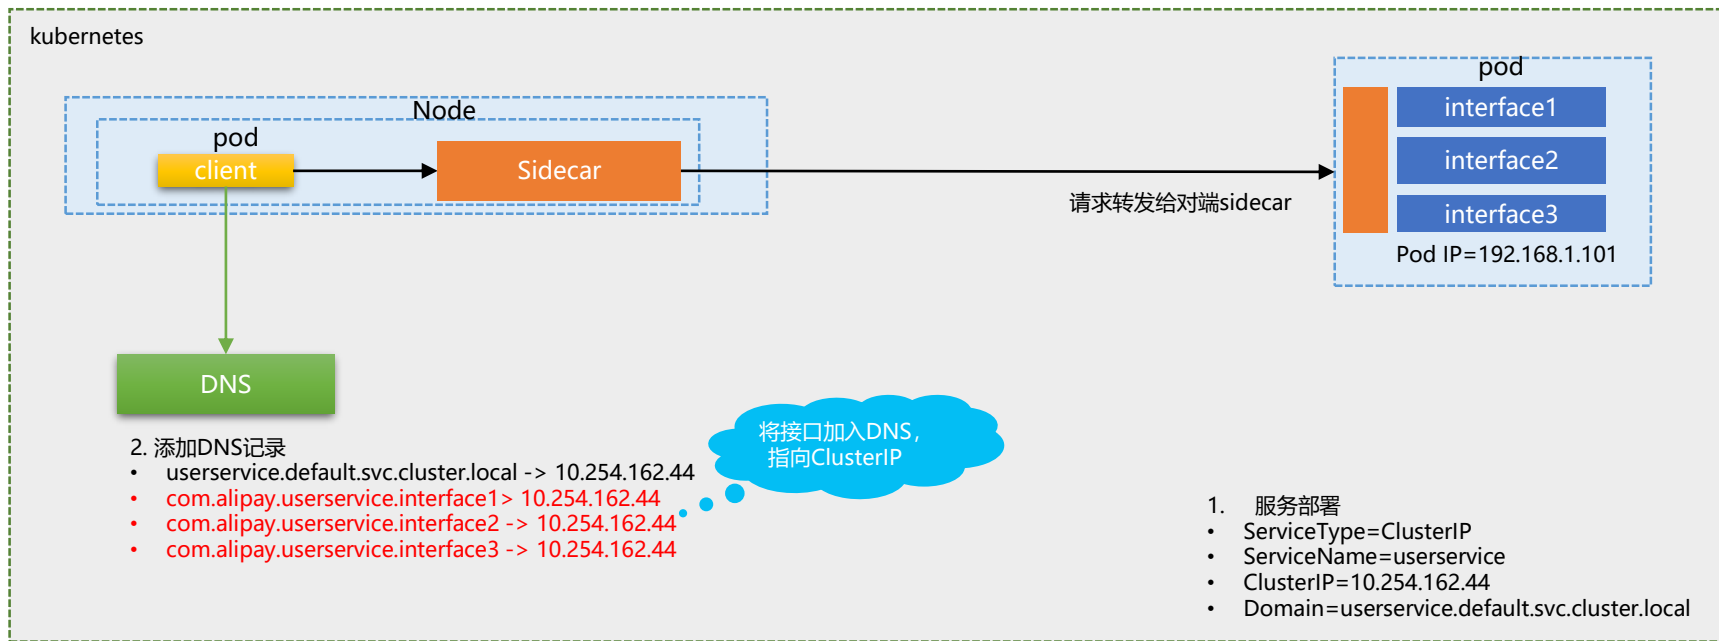 kubernetes
Node
pod
client
Sidecar
请求转发给对端sidecar
pod
interface1
interface2
interface3
Pod IP=192.168.1.101
DNS
2. 添加DNS记录
• userservice.default.svc.cluster.local -> 10.254.162.44
• com.alipay.userservice.interface1> 10.254.162.44
• com.alipay.userservice.interface2 -> 10.254.162.44
• com.alipay.userservice.interface3 -> 10.254.162.44
将接口加入DNS，
指向ClusterIP
1. 服务部署
• ServiceType=ClusterIP
• ServiceName=userservice
• ClusterIP=10.254.162.44
• Domain=userservice.default.svc.cluster.local